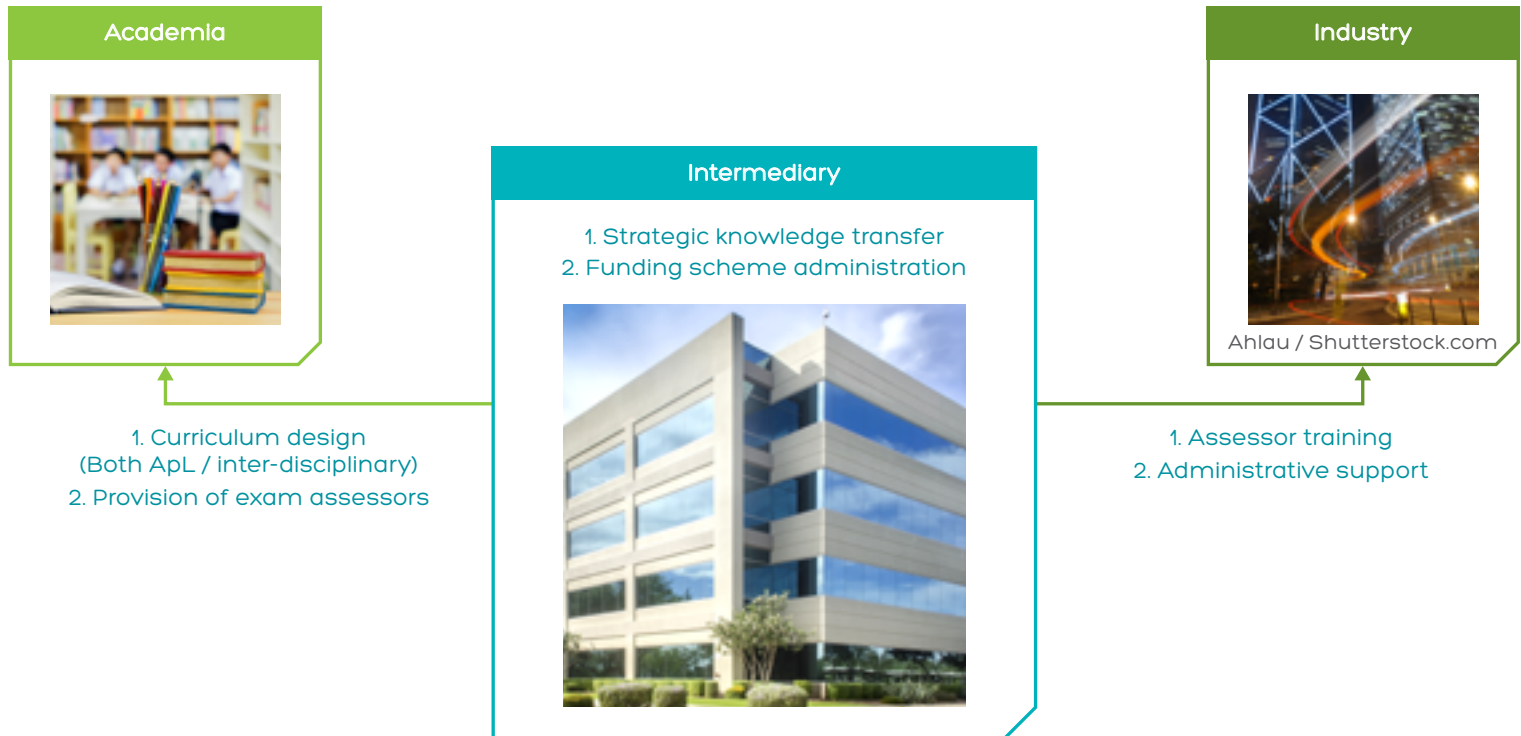 Academia
Industry
Intermediary
1. Strategic knowledge transfer
2. Funding scheme administration
Ahlau / Shutterstock.com
1. Curriculum design
(Both ApL / inter-disciplinary)
2. Provision of exam assessors
1. Assessor training
2. Administrative support